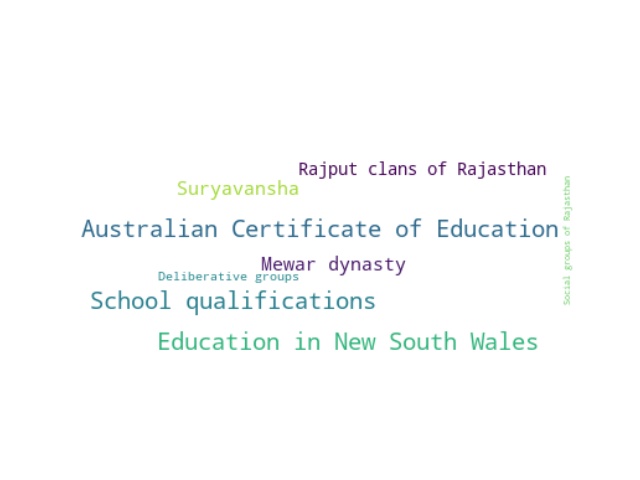 Rajput clans of Rajasthan
Suryavansha
Australian Certificate of Education
Mewar dynasty
Deliberative groups
School qualifications
Education in New South Wales
Social groups of Rajasthan